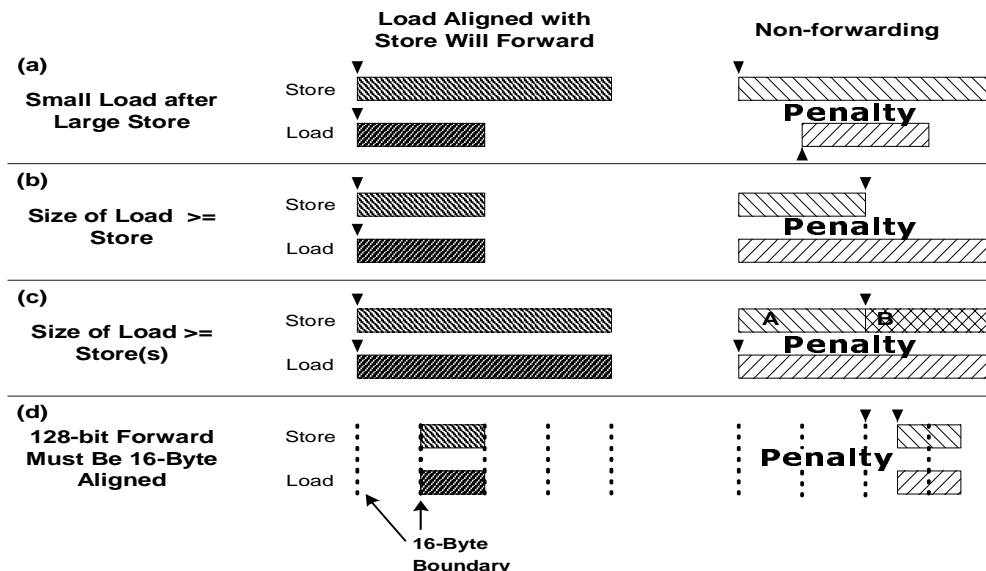 Load Aligned with
Store Will Forward
Non-forwarding
(a)
Small Load after
Large Store
Store
Load
Penalty
(b)
Size of Load >=
Store
Store
Load
Penalty
(c)
Size of Load >=
Store(s)
Store
Load
A
B
Penalty
(d)
128-bit Forward
Must Be 16-Byte
Aligned
Store
Load
Penalty
16-Byte
Boundary